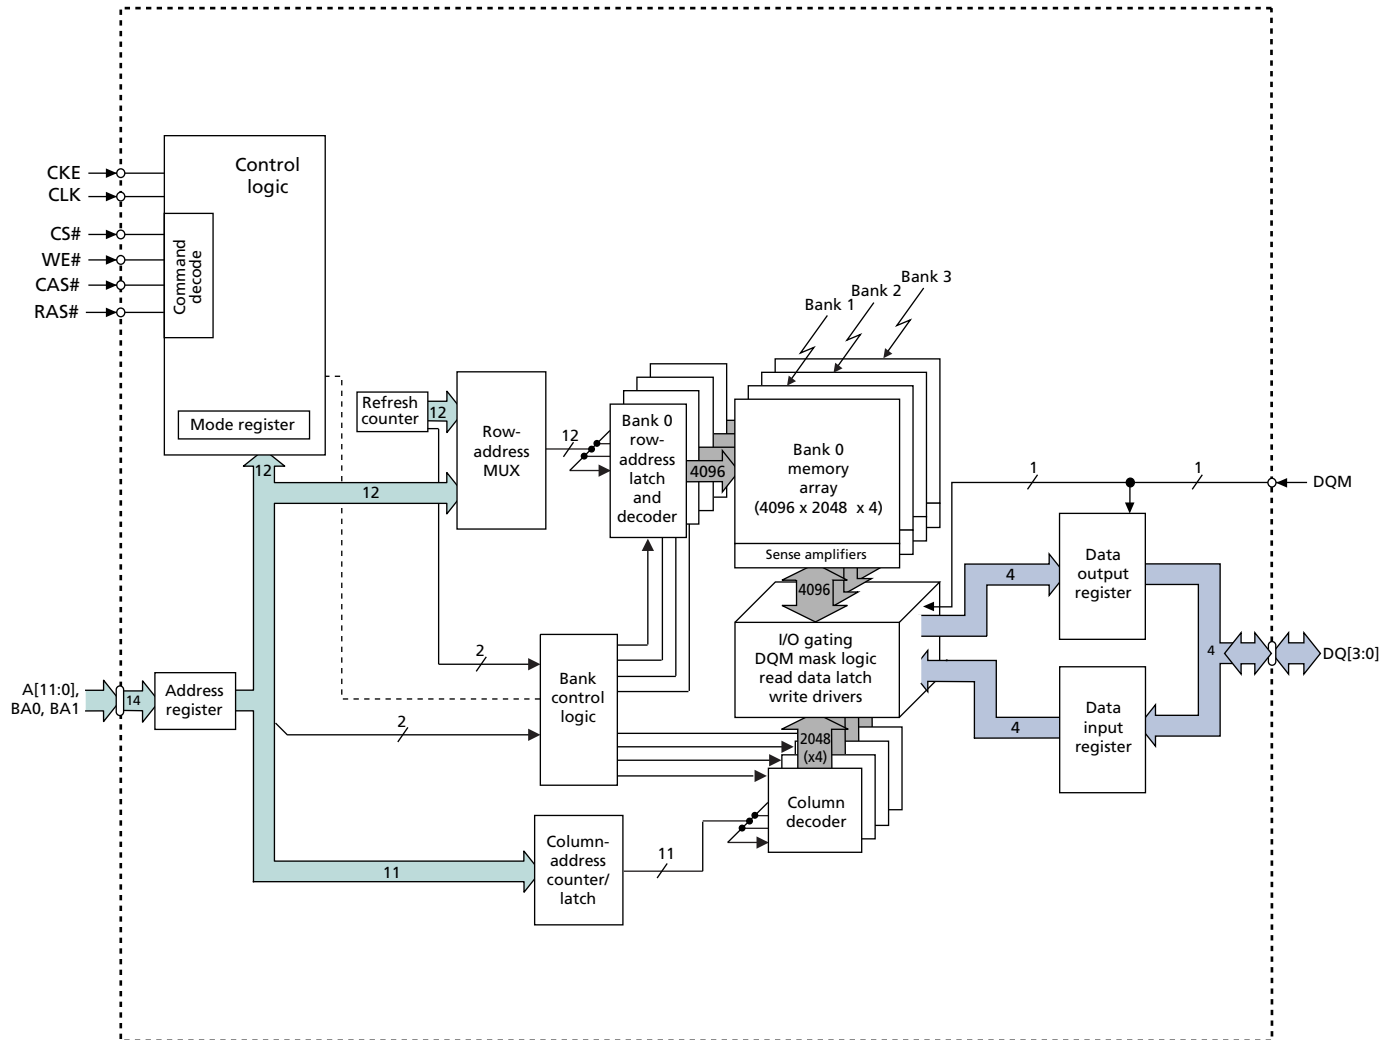 Control
logic
CKE
CLK
CS#
WE#
CAS#
RAS#
Command
decode
Mode register
12
Refresh
counter
12
12
Row-
address
MUX
12
Bank 0
row-
address
latch
and
decoder
4096
Bank 1
Bank 2
Bank 3
Bank 0
memory
array
(4096 x 2048 x 4)
Sense amplifiers
4096
I/O gating
DQM mask logic
read data latch
write drivers
2048
(x4)
Column
decoder
1
1
DQM
Data
output
register
4
4
DQ[3:0]
Data
input
register
4
2
Bank
control
logic
2
A[11:0],
BA0, BA1
14
Address
register
11
Column-
address
counter/
latch
11